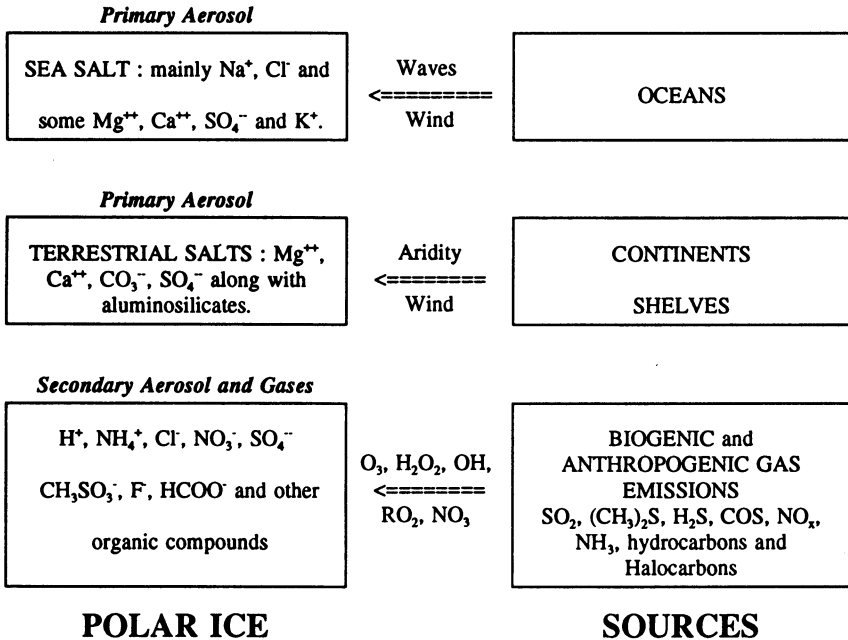 Primary Aerosol
SEA SALT : mainly Na⁺, Cl⁻ and
some Mg⁺⁺, Ca⁺⁺, SO₄⁻⁻ and K⁺.
Waves
<=========
Wind
OCEANS
Primary Aerosol
TERRESTRIAL SALTS : Mg⁺⁺,
Ca⁺⁺, CO₃⁻⁻, SO₄⁻⁻ along with
aluminosilicates.
Aridity
<========
Wind
CONTINENTS
SHELVES
Secondary Aerosol and Gases
H⁺, NH₄⁺, Cl⁻, NO₃⁻, SO₄⁻⁻
CH₃SO₃⁻, F⁻, HCOO⁻ and other
organic compounds
O₃, H₂O₂, OH,
<========
RO₂, NO₃
BIOGENIC and
ANTHROPOGENIC GAS
EMISSIONS
SO₂, (CH₃)₂S, H₂S, COS, NOₓ,
NH₃, hydrocarbons and
Halocarbons
POLAR ICE
SOURCES